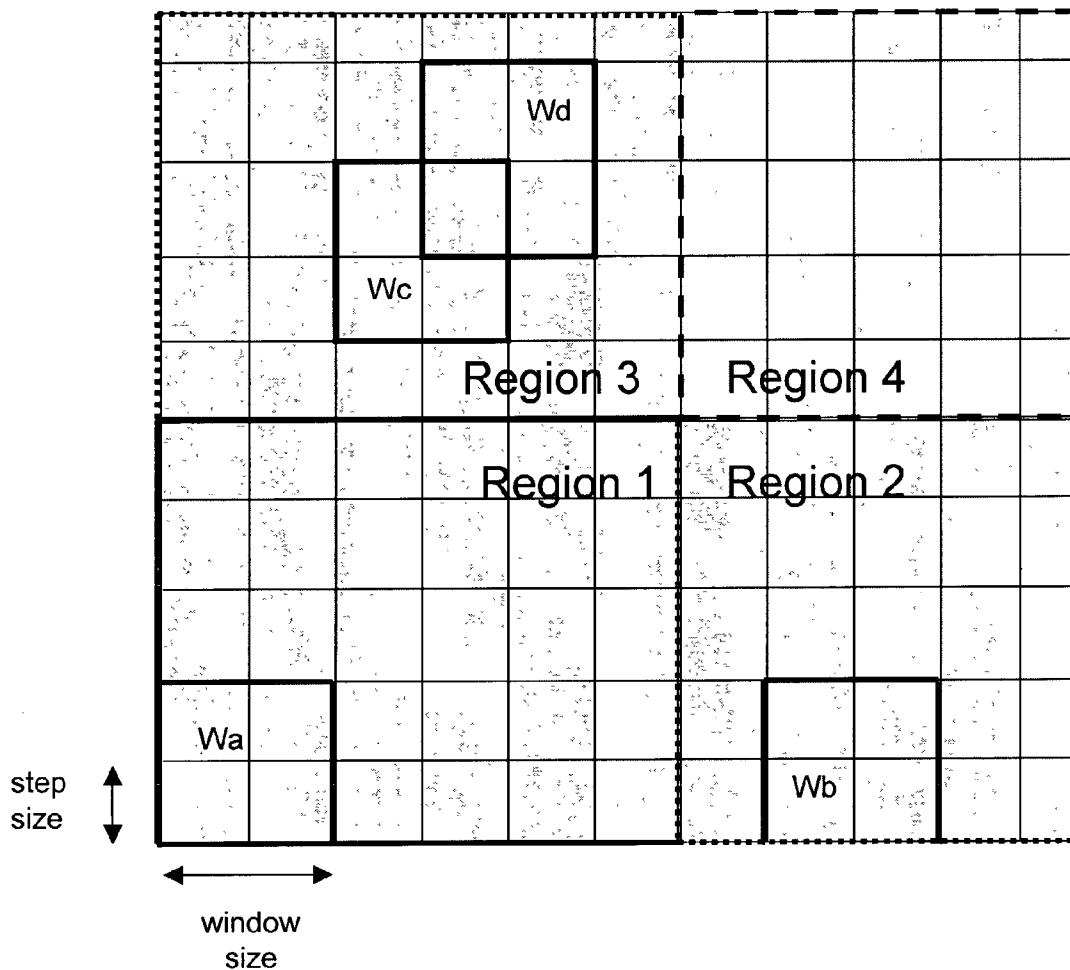 Wd
Wc
Region 3
Region 4
Region 1
Region 2
Wa
Wb
step
size
window
size